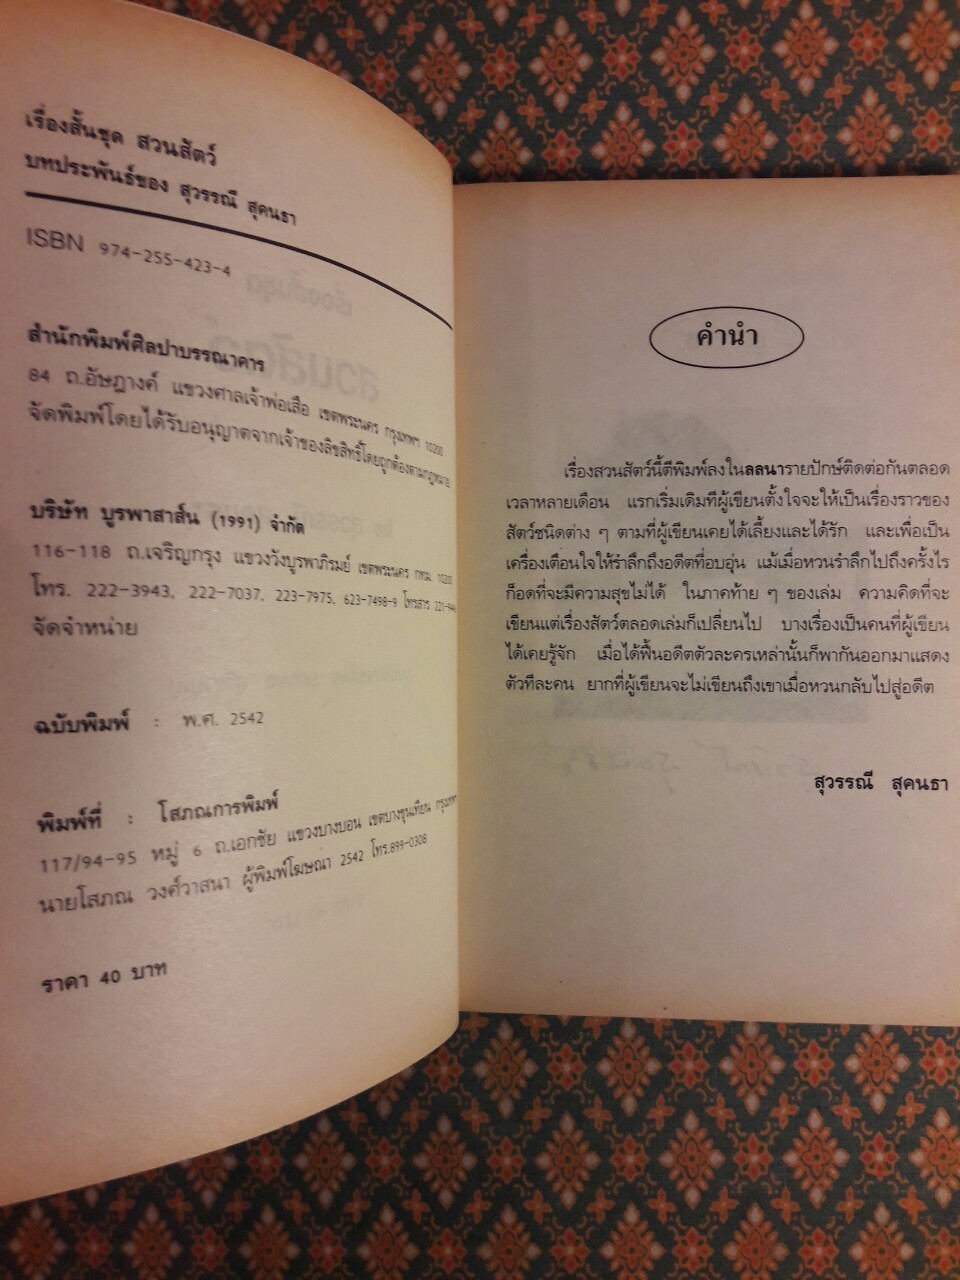 เรื่องสั้นชุด สวนสัตว์
บทประพันธ์ของ สุวรรณี สุคนธา
ISBN 974-255-423-4
สำนักพิมพ์ศิลปาบรรณาคาร
84 ถ.อัษฎางค์ แขวงศาลเจ้าพ่อเสือ เขตพระนคร กรุงเทพฯ 10200
จัดพิมพ์โดยได้รับอนุญาตจากเจ้าของลิขสิทธิ์โดยถูกต้องตามกฎหมาย
บริษัท บูรพาสาส์น (1991) จำกัด
116-118 ถ.เจริญกรุง แขวงวังบูรพาภิรมย์ เขตพระนคร กทม. 10200
โทร. 222-3943, 222-7037, 223-7975, 623-7498-9 โทรสาร
จัดจำหน่าย
ฉบับพิมพ์ : พ.ศ. 2542
พิมพ์ที่ : โสภณการพิมพ์
117/94-95 หมู่ 6 ถ.เอกชัย แขวงบางบอน เขตบางขุนเทียน กรุงเทพฯ
นายโสภณ วงศ์วาสนา ผู้พิมพ์โฆษณา 2542 โทร.899-0308
ราคา 40 บาท
คำนำ
เรื่องสวนสัตว์นี้ตีพิมพ์ลงในลลนารายปักษ์ติดต่อกันตลอด
เวลาหลายเดือน แรกเริ่มเดิมทีผู้เขียนตั้งใจจะให้เป็นเรื่องราวของ
สัตว์ชนิดต่าง ๆ ตามที่ผู้เขียนเคยได้เลี้ยงและได้รัก และเพื่อเป็น
เครื่องเตือนใจให้รำลึกถึงอดีตที่อบอุ่น แม้เมื่อหวนรำลึกไปถึงครั้งไร
ก็อดที่จะมีความสุขไม่ได้ ในภาคท้าย ๆ ของเล่ม ความคิดที่จะ
เขียนแต่เรื่องสัตว์ตลอดเล่มก็เปลี่ยนไป บางเรื่องเป็นคนที่ผู้เขียน
ได้เคยรู้จัก เมื่อได้ฟื้นอดีตตัวละครเหล่านั้นก็พากันออกมาแสดง
ตัวทีละคน ยากที่ผู้เขียนจะไม่เขียนถึงเขาเมื่อหวนกลับไปสู่อดีต
สุวรรณี สุคนธา